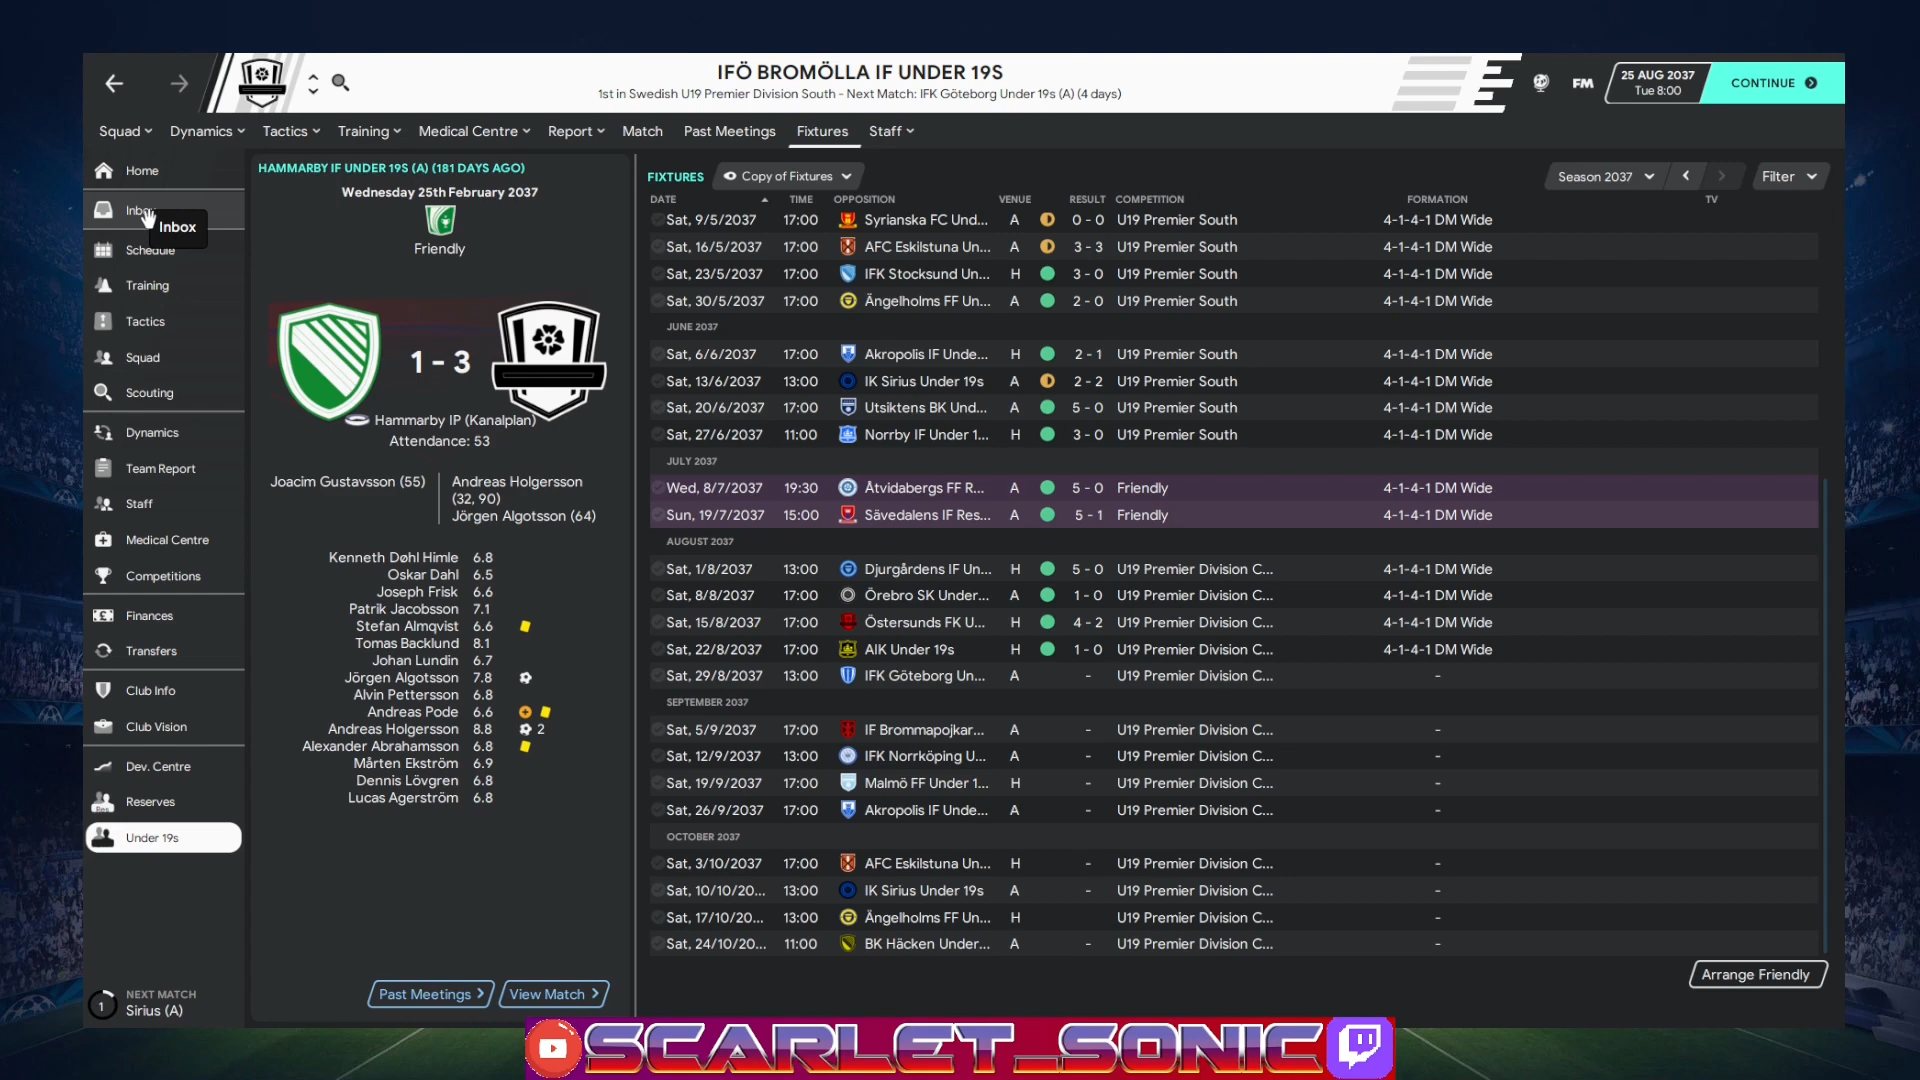 IFÖ BROMÖLLA IF UNDER 19S
1st in Swedish U19 Premier Division South - Next Match: IFK Göteborg Under 19s (A) (4 days)
FM
25 AUG 2037
Tue 8:00
CONTINUE
Squad Dynamics Tactics Training Medical Centre Report Match Past Meetings Fixtures Staff
Home
Inbox
Inbox
Schedule
Training
Tactics
Squad
Scouting
Dynamics
Team Report
Staff
Medical Centre
Competitions
Finances
Transfers
Club Info
Club Vision
Dev. Centre
Reserves
Under 19s
1
NEXT MATCH
Sirius (A)
HAMMARBY IF UNDER 19S (A) (181 DAYS AGO)
Wednesday 25th February 2037
Friendly
1 - 3
Hammarby IP (Kanalplan)
Attendance: 53
Joacim Gustavsson (55)
Andreas Holgersson
(32, 90)
Jörgen Algotsson (64)
Kenneth Døhl Himle 6.8
Oskar Dahl 6.5
Joseph Frisk 6.6
Patrik Jacobsson 7.1
Stefan Almqvist 6.6
Tomas Backlund 8.1
Johan Lundin 6.7
Jörgen Algotsson 7.8
Alvin Pettersson 6.8
Andreas Pode 6.6
Andreas Holgersson 8.8 2
Alexander Abrahamsson 6.8
Mårten Ekström 6.9
Dennis Lövgren 6.8
Lucas Agerström 6.8
Past Meetings
View Match
FIXTURES Copy of Fixtures Season 2037 Filter
DATE TIME OPPOSITION VENUE RESULT COMPETITION FORMATION TV
Sat, 9/5/2037 17:00 Syrianska FC Und... A 0 - 0 U19 Premier South 4-1-4-1 DM Wide
Sat, 16/5/2037 17:00 AFC Eskilstuna Un... A 3 - 3 U19 Premier South 4-1-4-1 DM Wide
Sat, 23/5/2037 17:00 IFK Stocksund Un... H 3 - 0 U19 Premier South 4-1-4-1 DM Wide
Sat, 30/5/2037 17:00 Ängelholms FF Un... A 2 - 0 U19 Premier South 4-1-4-1 DM Wide
JUNE 2037
Sat, 6/6/2037 17:00 Akropolis IF Unde... H 2 - 1 U19 Premier South 4-1-4-1 DM Wide
Sat, 13/6/2037 13:00 IK Sirius Under 19s A 2 - 2 U19 Premier South 4-1-4-1 DM Wide
Sat, 20/6/2037 17:00 Utsiktens BK Und... A 5 - 0 U19 Premier South 4-1-4-1 DM Wide
Sat, 27/6/2037 11:00 Norrby IF Under 1... H 3 - 0 U19 Premier South 4-1-4-1 DM Wide
JULY 2037
Wed, 8/7/2037 19:30 Åtvidabergs FF R... A 5 - 0 Friendly 4-1-4-1 DM Wide
Sun, 19/7/2037 15:00 Sävedalens IF Res... A 5 - 1 Friendly 4-1-4-1 DM Wide
AUGUST 2037
Sat, 1/8/2037 13:00 Djurgårdens IF Un... H 5 - 0 U19 Premier Division C... 4-1-4-1 DM Wide
Sat, 8/8/2037 17:00 Örebro SK Under... A 1 - 0 U19 Premier Division C... 4-1-4-1 DM Wide
Sat, 15/8/2037 17:00 Östersunds FK U... H 4 - 2 U19 Premier Division C... 4-1-4-1 DM Wide
Sat, 22/8/2037 17:00 AIK Under 19s H 1 - 0 U19 Premier Division C... 4-1-4-1 DM Wide
Sat, 29/8/2037 13:00 IFK Göteborg Un... A - U19 Premier Division C... -
SEPTEMBER 2037
Sat, 5/9/2037 17:00 IF Brommapojkar... A - U19 Premier Division C... -
Sat, 12/9/2037 13:00 IFK Norrköping U... A - U19 Premier Division C... -
Sat, 19/9/2037 17:00 Malmö FF Under 1... H - U19 Premier Division C... -
Sat, 26/9/2037 17:00 Akropolis IF Unde... A - U19 Premier Division C... -
OCTOBER 2037
Sat, 3/10/2037 17:00 AFC Eskilstuna Un... H - U19 Premier Division C... -
Sat, 10/10/20... 13:00 IK Sirius Under 19s A - U19 Premier Division C... -
Sat, 17/10/20... 13:00 Ängelholms FF Un... H U19 Premier Division C... -
Sat, 24/10/20... 11:00 BK Häcken Under... A - U19 Premier Division C... -
Arrange Friendly
SCARLET_SONIC